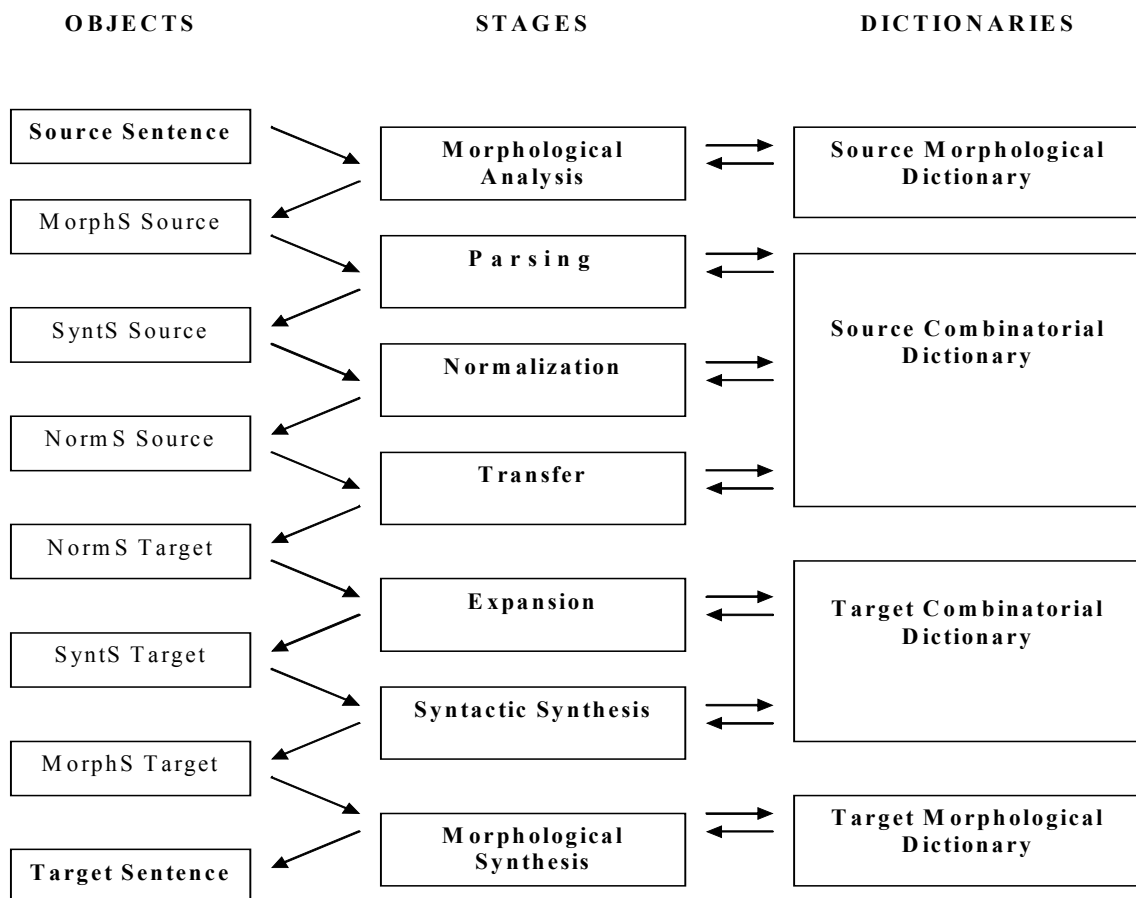 OBJECTS
STAGES
DICTIONARIES
Source Sentence
MorphS Source
SyntS Source
NormS Source
NormS Target
SyntS Target
MorphS Target
Target Sentence
Morphological
Analysis
Parsing
Normalization
Transfer
Expansion
Syntactic Synthesis
Morphological
Synthesis
Source Morphological
Dictionary
Source Combinatorial
Dictionary
Target Combinatorial
Dictionary
Target Morphological
Dictionary